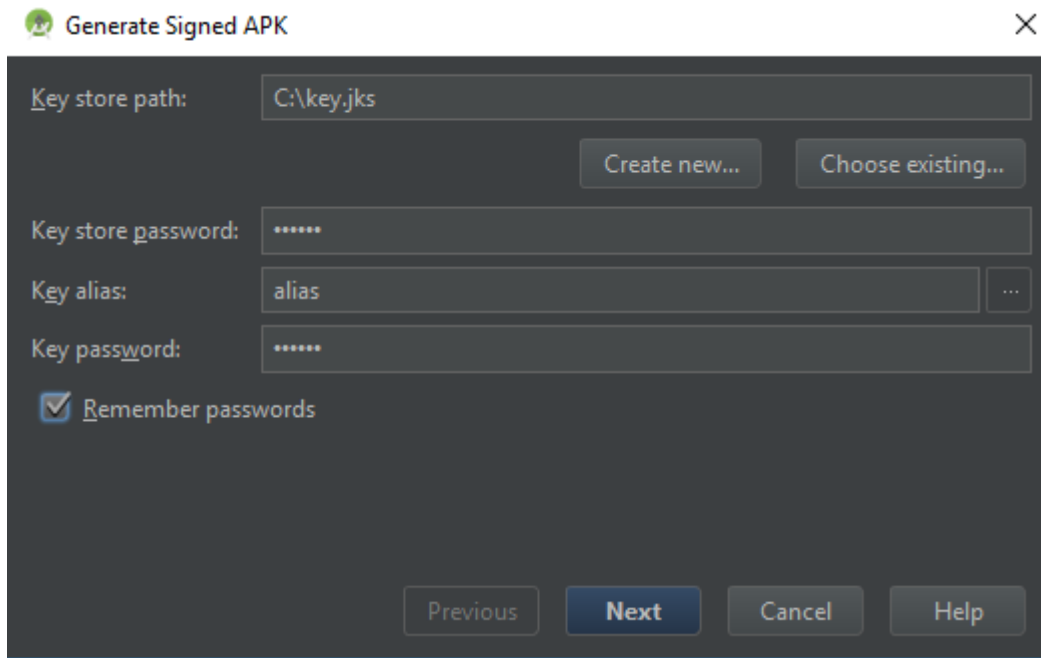 Generate Signed APK
Key store path: C:\key.jks
Create new... Choose existing...
Key store password: ••••••
Key alias: alias ...
Key password: ••••••
Remember passwords
Previous Next Cancel Help